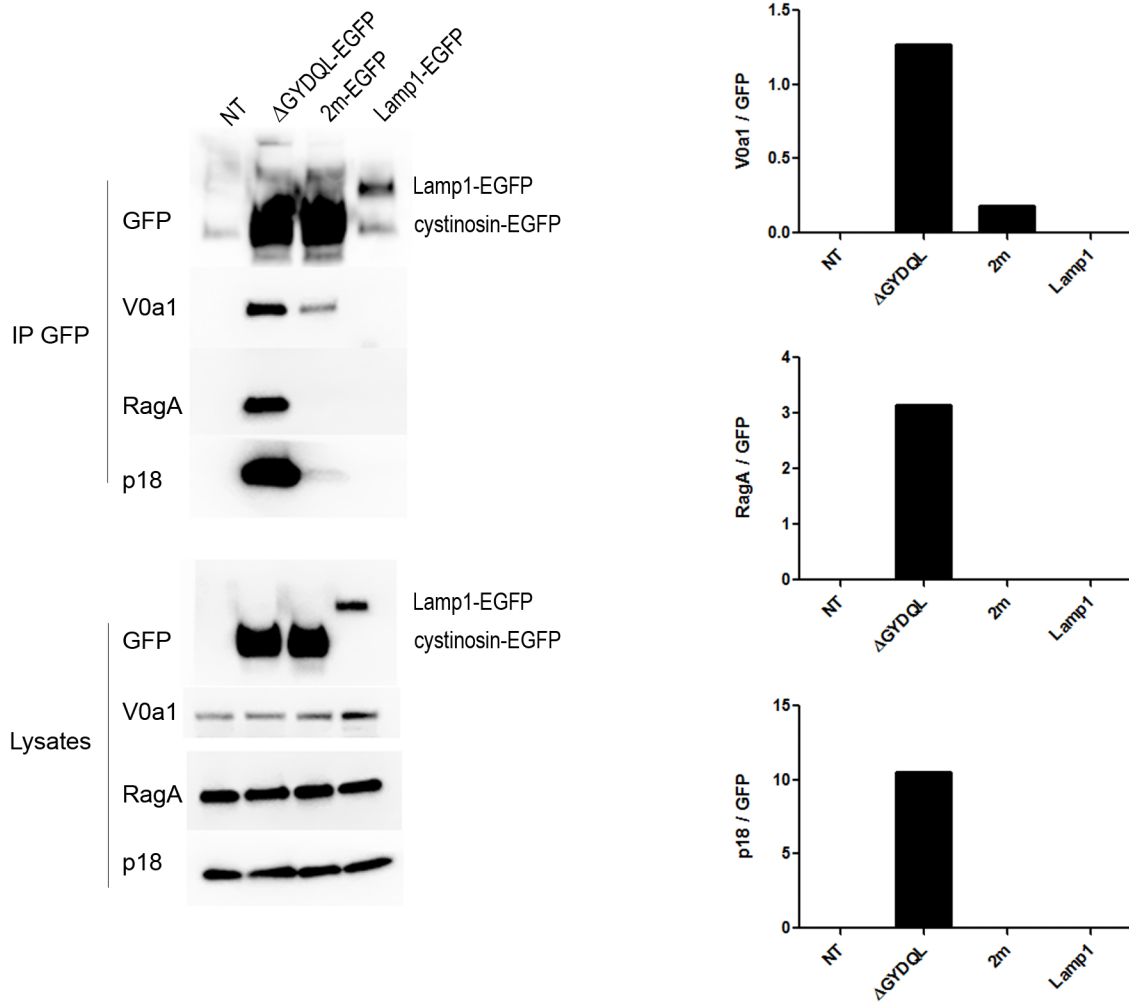 NT
ΔGYDQL-EGFP
2m-EGFP
Lamp1-EGFP
IP GFP
GFP
Lamp1-EGFP
cystinosin-EGFP
V0a1
RagA
p18
Lysates
GFP
Lamp1-EGFP
cystinosin-EGFP
V0a1
RagA
p18
V0a1 / GFP
1.5
1.0
0.5
0.0
NT
ΔGYDQL
2m
Lamp1
RagA / GFP
4
3
2
1
0
NT
ΔGYDQL
2m
Lamp1
p18 / GFP
15
10
5
0
NT
ΔGYDQL
2m
Lamp1